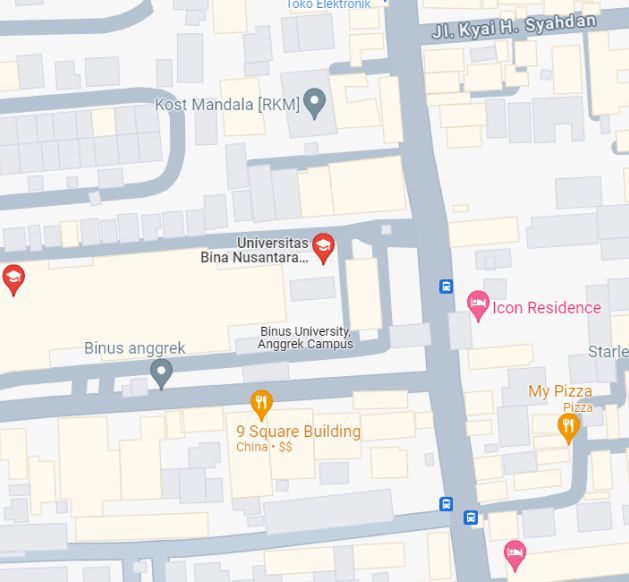 Toko Elektronik
Jl. Kyai H. Syahdan
Kost Mandala [RKM]
Universitas
Bina Nusantara...
Icon Residence
Binus University,
Anggrek Campus
Binus anggrek
Starle
My Pizza
Pizza
9 Square Building
China • $$